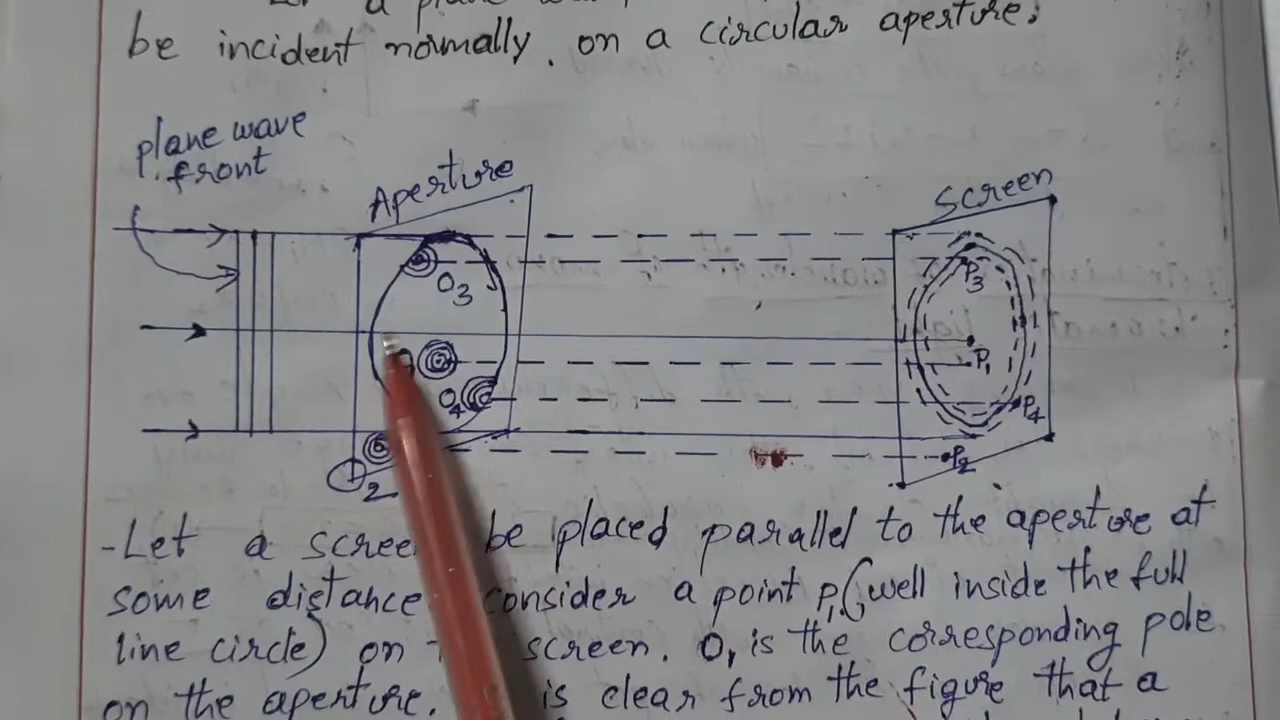 a plane
be incident normally. on a circular aperture.
plane wave
front
Aperture
Screen
O3
P3
P1
O4
P4
P2
2
-Let a screen be placed parallel to the aperture at
some distance consider a point P1 (well inside the full
line circle) on screen. O1 is the corresponding pole
on the aperture. is clear from the figure that a